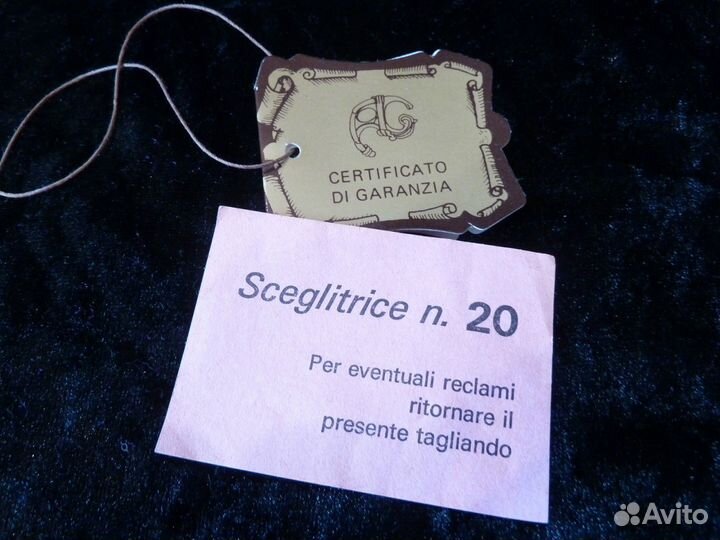 CERTIFICATO
DI GARANZIA
Sceglitrice n. 20
Per eventuali reclami
ritornare il
presente tagliando
Avito